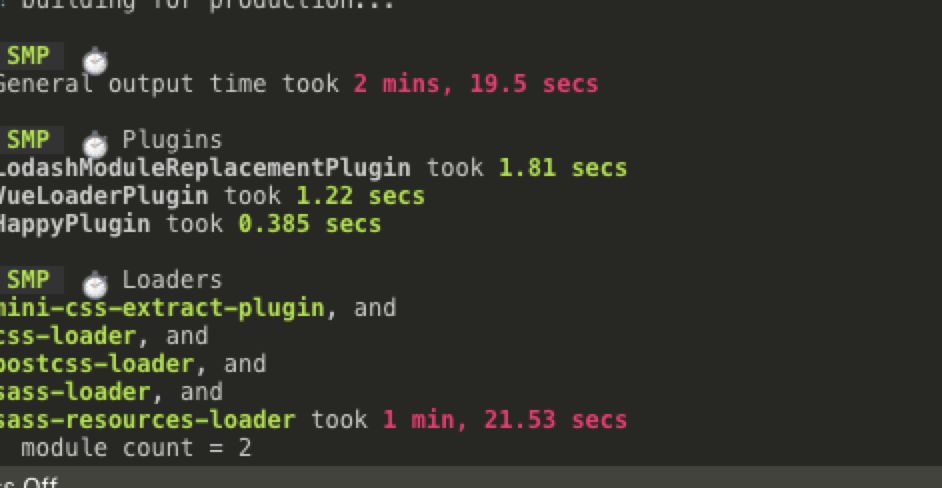 building for production...
SMP ⏱
General output time took 2 mins, 19.5 secs
SMP ⏱ Plugins
LodashModuleReplacementPlugin took 1.81 secs
VueLoaderPlugin took 1.22 secs
HappyPlugin took 0.385 secs
SMP ⏱ Loaders
mini-css-extract-plugin, and
css-loader, and
postcss-loader, and
sass-loader, and
sass-resources-loader took 1 min, 21.53 secs
module count = 2
Off